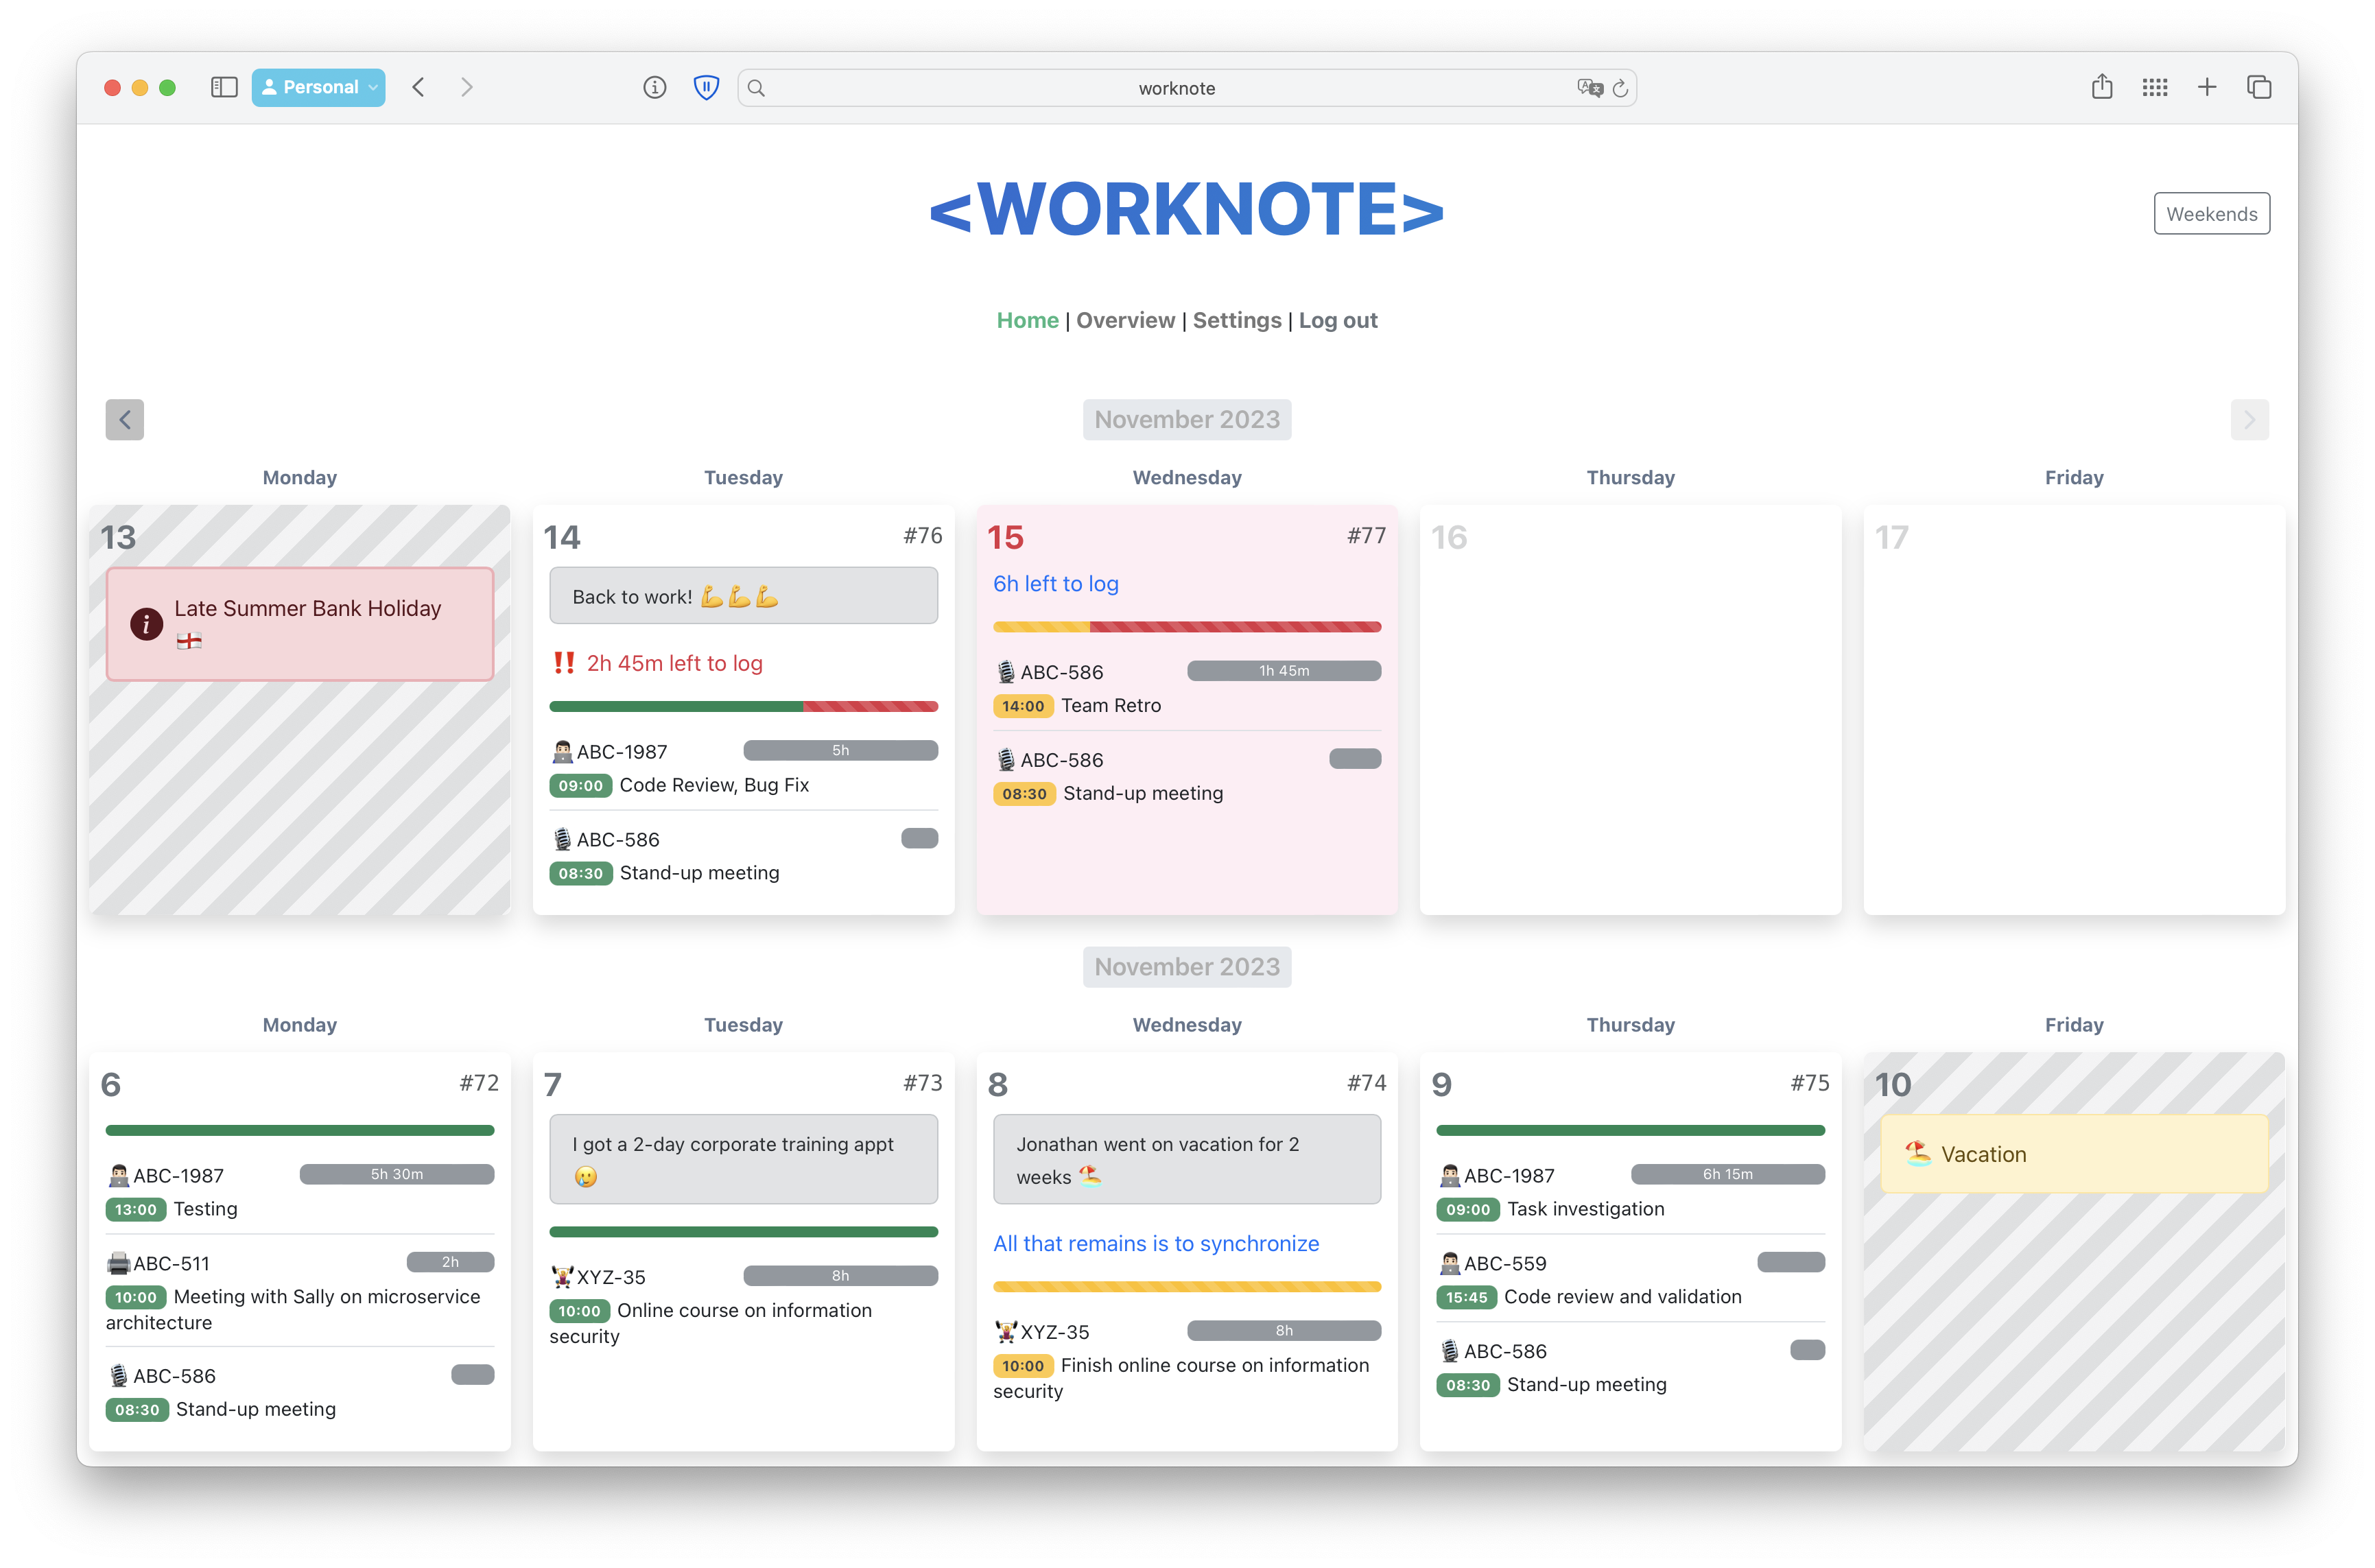 Personal
worknote
<WORKNOTE>
Weekends
Home | Overview | Settings | Log out
November 2023
Monday
Tuesday
Wednesday
Thursday
Friday
13
Late Summer Bank Holiday
🏴󠁧󠁢󠁥󠁮󠁧󠁿
14 #76
Back to work! 💪💪💪
‼️ 2h 45m left to log
ABC-1987 5h
09:00 Code Review, Bug Fix
ABC-586
08:30 Stand-up meeting
15 #77
6h left to log
ABC-586 1h 45m
14:00 Team Retro
ABC-586
08:30 Stand-up meeting
16
17
November 2023
Monday
Tuesday
Wednesday
Thursday
Friday
6 #72
ABC-1987 5h 30m
13:00 Testing
ABC-511 2h
10:00 Meeting with Sally on microservice
architecture
ABC-586
08:30 Stand-up meeting
7 #73
I got a 2-day corporate training appt
🥲
XYZ-35 8h
10:00 Online course on information
security
8 #74
Jonathan went on vacation for 2
weeks 🏖️
All that remains is to synchronize
XYZ-35 8h
10:00 Finish online course on information
security
9 #75
ABC-1987 6h 15m
09:00 Task investigation
ABC-559
15:45 Code review and validation
ABC-586
08:30 Stand-up meeting
10
🏖️ Vacation